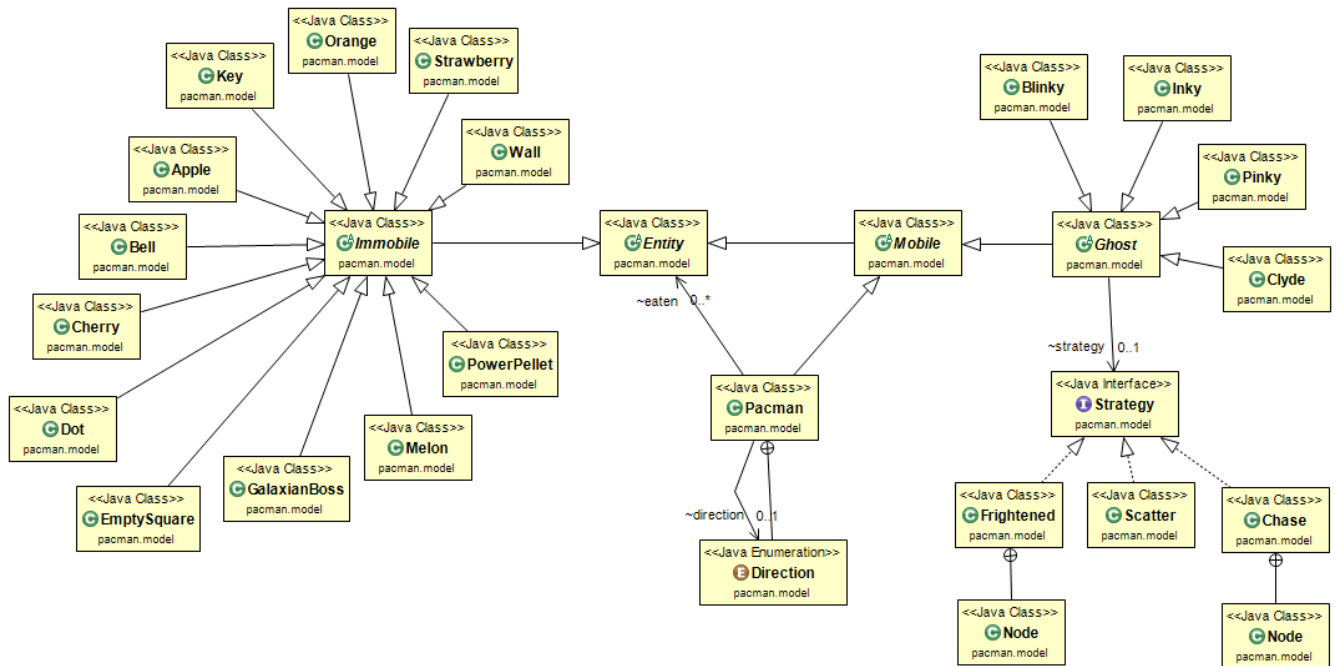 <<Java Class>>
Orange
pacman.model
<<Java Class>>
Strawberry
pacman.model
<<Java Class>>
Key
pacman.model
<<Java Class>>
Blinky
pacman.model
<<Java Class>>
Inky
pacman.model
<<Java Class>>
Wall
pacman.model
<<Java Class>>
Apple
pacman.model
<<Java Class>>
Pinky
pacman.model
<<Java Class>>
Bell
pacman.model
<<Java Class>>
Immobile
pacman.model
<<Java Class>>
Entity
pacman.model
<<Java Class>>
Mobile
pacman.model
<<Java Class>>
Ghost
pacman.model
<<Java Class>>
Clyde
pacman.model
<<Java Class>>
Cherry
pacman.model
~eaten 0..*
<<Java Class>>
PowerPellet
pacman.model
~strategy 0..1
<<Java Class>>
Dot
pacman.model
<<Java Class>>
Melon
pacman.model
<<Java Class>>
Pacman
pacman.model
<<Java Interface>>
Strategy
pacman.model
<<Java Class>>
GalaxianBoss
pacman.model
<<Java Class>>
EmptySquare
pacman.model
~direction 0..1
<<Java Class>>
Frightened
pacman.model
<<Java Class>>
Scatter
pacman.model
<<Java Class>>
Chase
pacman.model
<<Java Enumeration>>
Direction
pacman.model
<<Java Class>>
Node
pacman.model
<<Java Class>>
Node
pacman.model